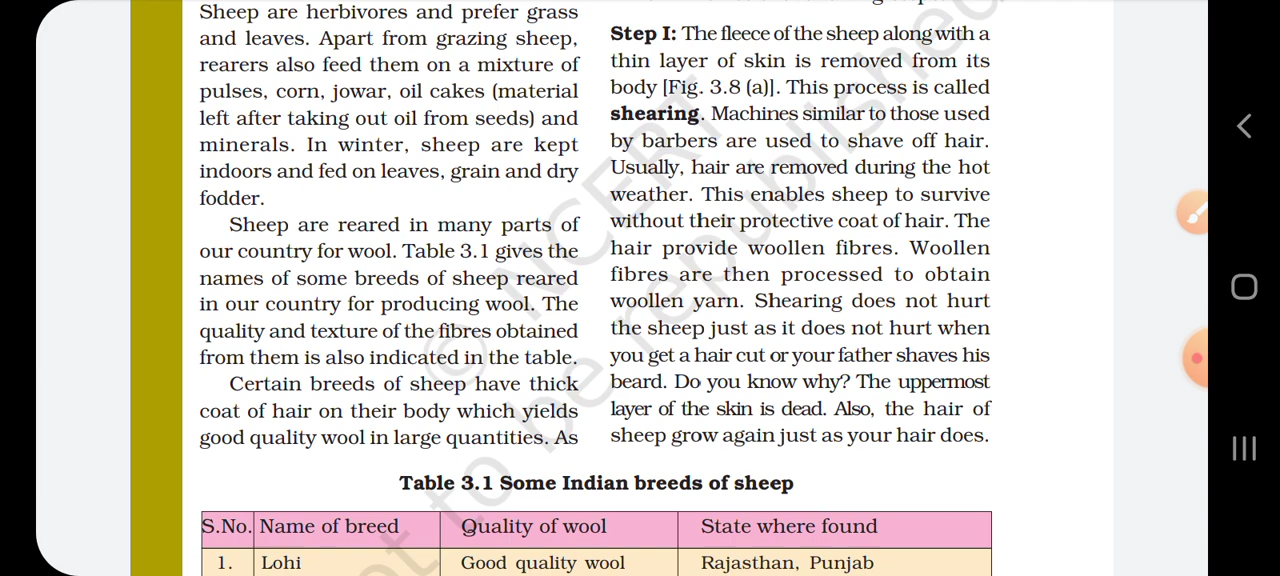 Sheep are herbivores and prefer grass
and leaves. Apart from grazing sheep,
rearers also feed them on a mixture of
pulses, corn, jowar, oil cakes (material
left after taking out oil from seeds) and
minerals. In winter, sheep are kept
indoors and fed on leaves, grain and dry
fodder.
Sheep are reared in many parts of
our country for wool. Table 3.1 gives the
names of some breeds of sheep reared
in our country for producing wool. The
quality and texture of the fibres obtained
from them is also indicated in the table.
Certain breeds of sheep have thick
coat of hair on their body which yields
good quality wool in large quantities. As
Step I: The fleece of the sheep along with a
thin layer of skin is removed from its
body [Fig. 3.8 (a)]. This process is called
shearing. Machines similar to those used
by barbers are used to shave off hair.
Usually, hair are removed during the hot
weather. This enables sheep to survive
without their protective coat of hair. The
hair provide woollen fibres. Woollen
fibres are then processed to obtain
woollen yarn. Shearing does not hurt
the sheep just as it does not hurt when
you get a hair cut or your father shaves his
beard. Do you know why? The uppermost
layer of the skin is dead. Also, the hair of
sheep grow again just as your hair does.
Table 3.1 Some Indian breeds of sheep
S.No. Name of breed Quality of wool State where found
1. Lohi Good quality wool Rajasthan, Punjab
© NCERT
not to be republished